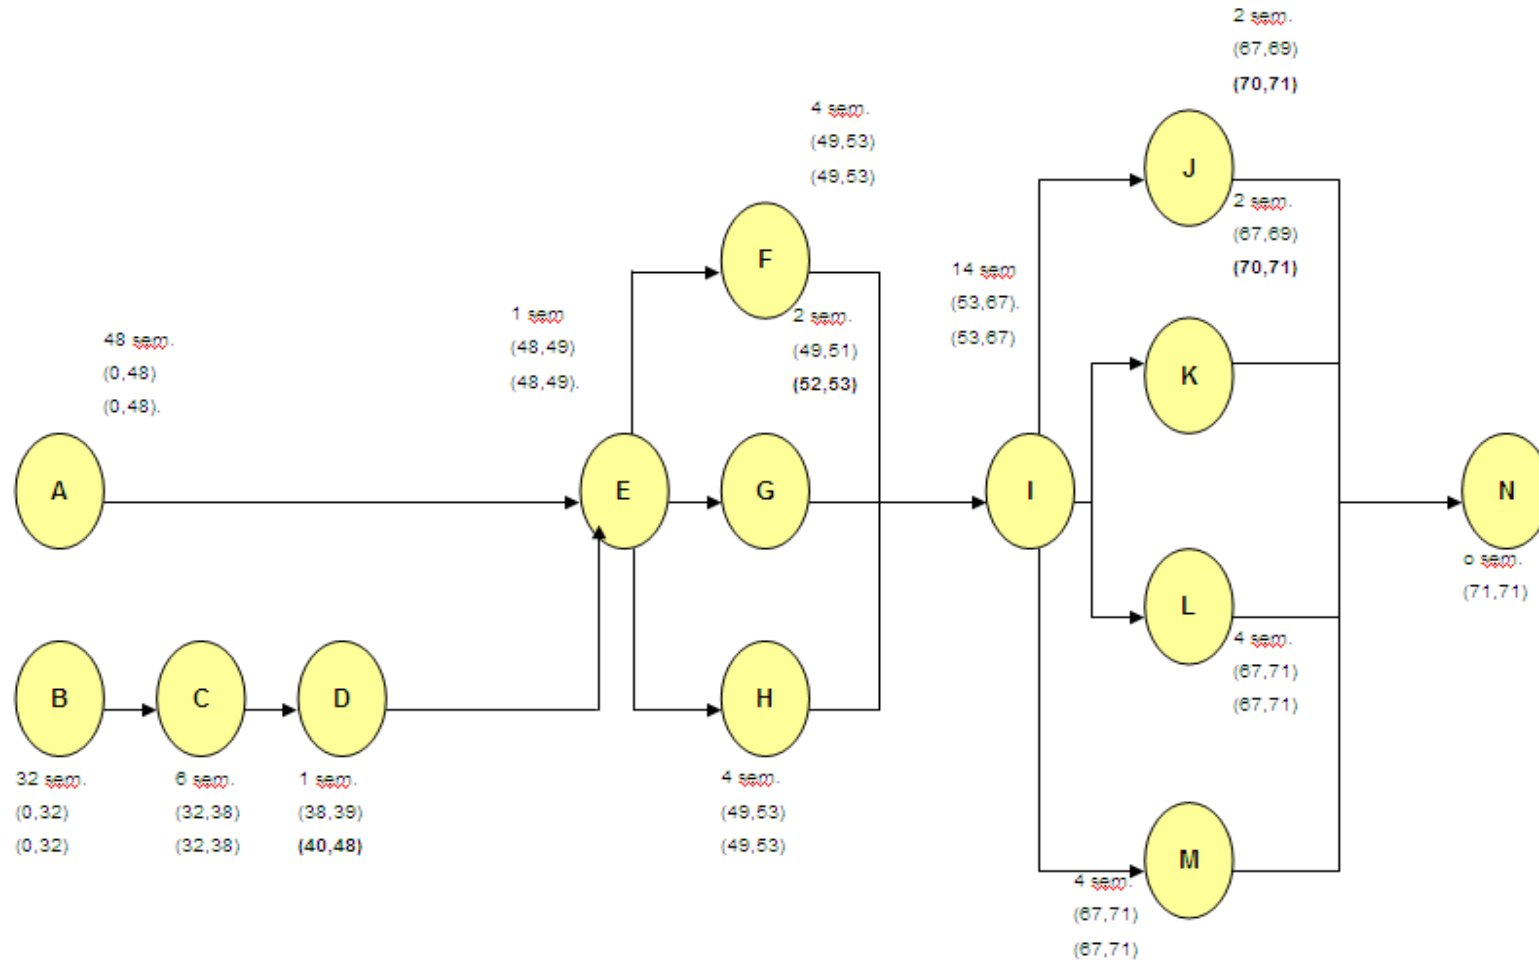 2 sem.
(67,69)
(70,71)
J
4 sem.
(49,53)
(49,53)
F
2 sem.
(67,69)
(70,71)
K
14 sem
(53,67).
(53,67)
1 sem
(48,49)
(48,49).
2 sem.
(49,51)
(52,53)
48 sem.
(0,48)
(0,48).
A
E
G
I
N
o sem.
(71,71)
L
4 sem.
(67,71)
(67,71)
B
C
D
H
32 sem.
(0,32)
(0,32)
6 sem.
(32,38)
(32,38)
1 sem.
(38,39)
(40,48)
4 sem.
(49,53)
(49,53)
M
4 sem.
(67,71)
(67,71)